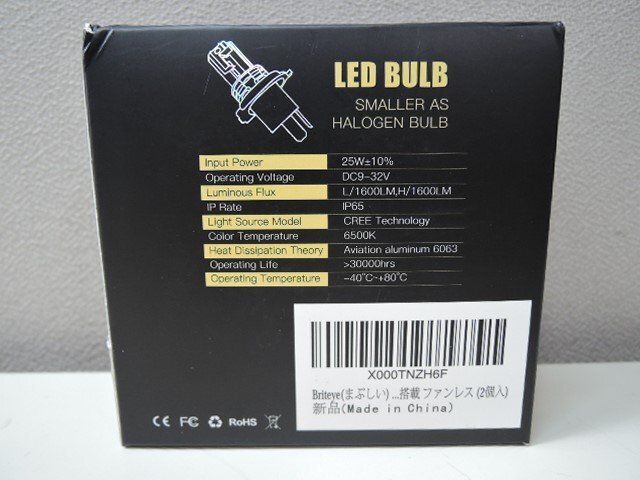 LED BULB
SMALLER AS
HALOGEN BULB
Input Power 25W±10%
Operating Voltage DC9-32V
Luminous Flux L/1600LM,H/1600LM
IP Rate IP65
Light Source Model CREE Technology
Color Temperature 6500K
Heat Dissipation Theory Aviation aluminum 6063
Operating Life >30000hrs
Operating Temperature -40°C~+80°C
X000TNZH6F
Briteye(まぶしい) ...搭載 ファンレス (2個入)
新品(Made in China)
CE FC RoHS